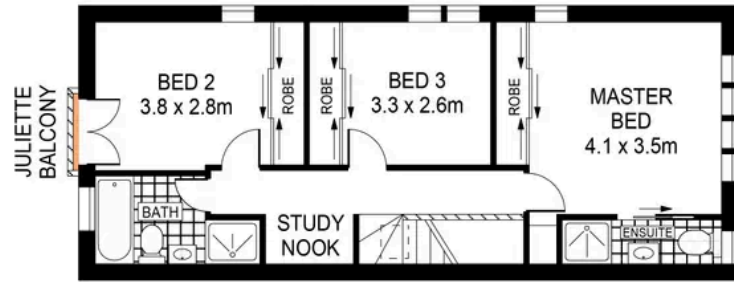 JULIETTE
BALCONY
BED 2
3.8 x 2.8m
ROBE
ROBE
BED 3
3.3 x 2.6m
ROBE
MASTER
BED
4.1 x 3.5m
BATH
STUDY
NOOK
ENSUITE